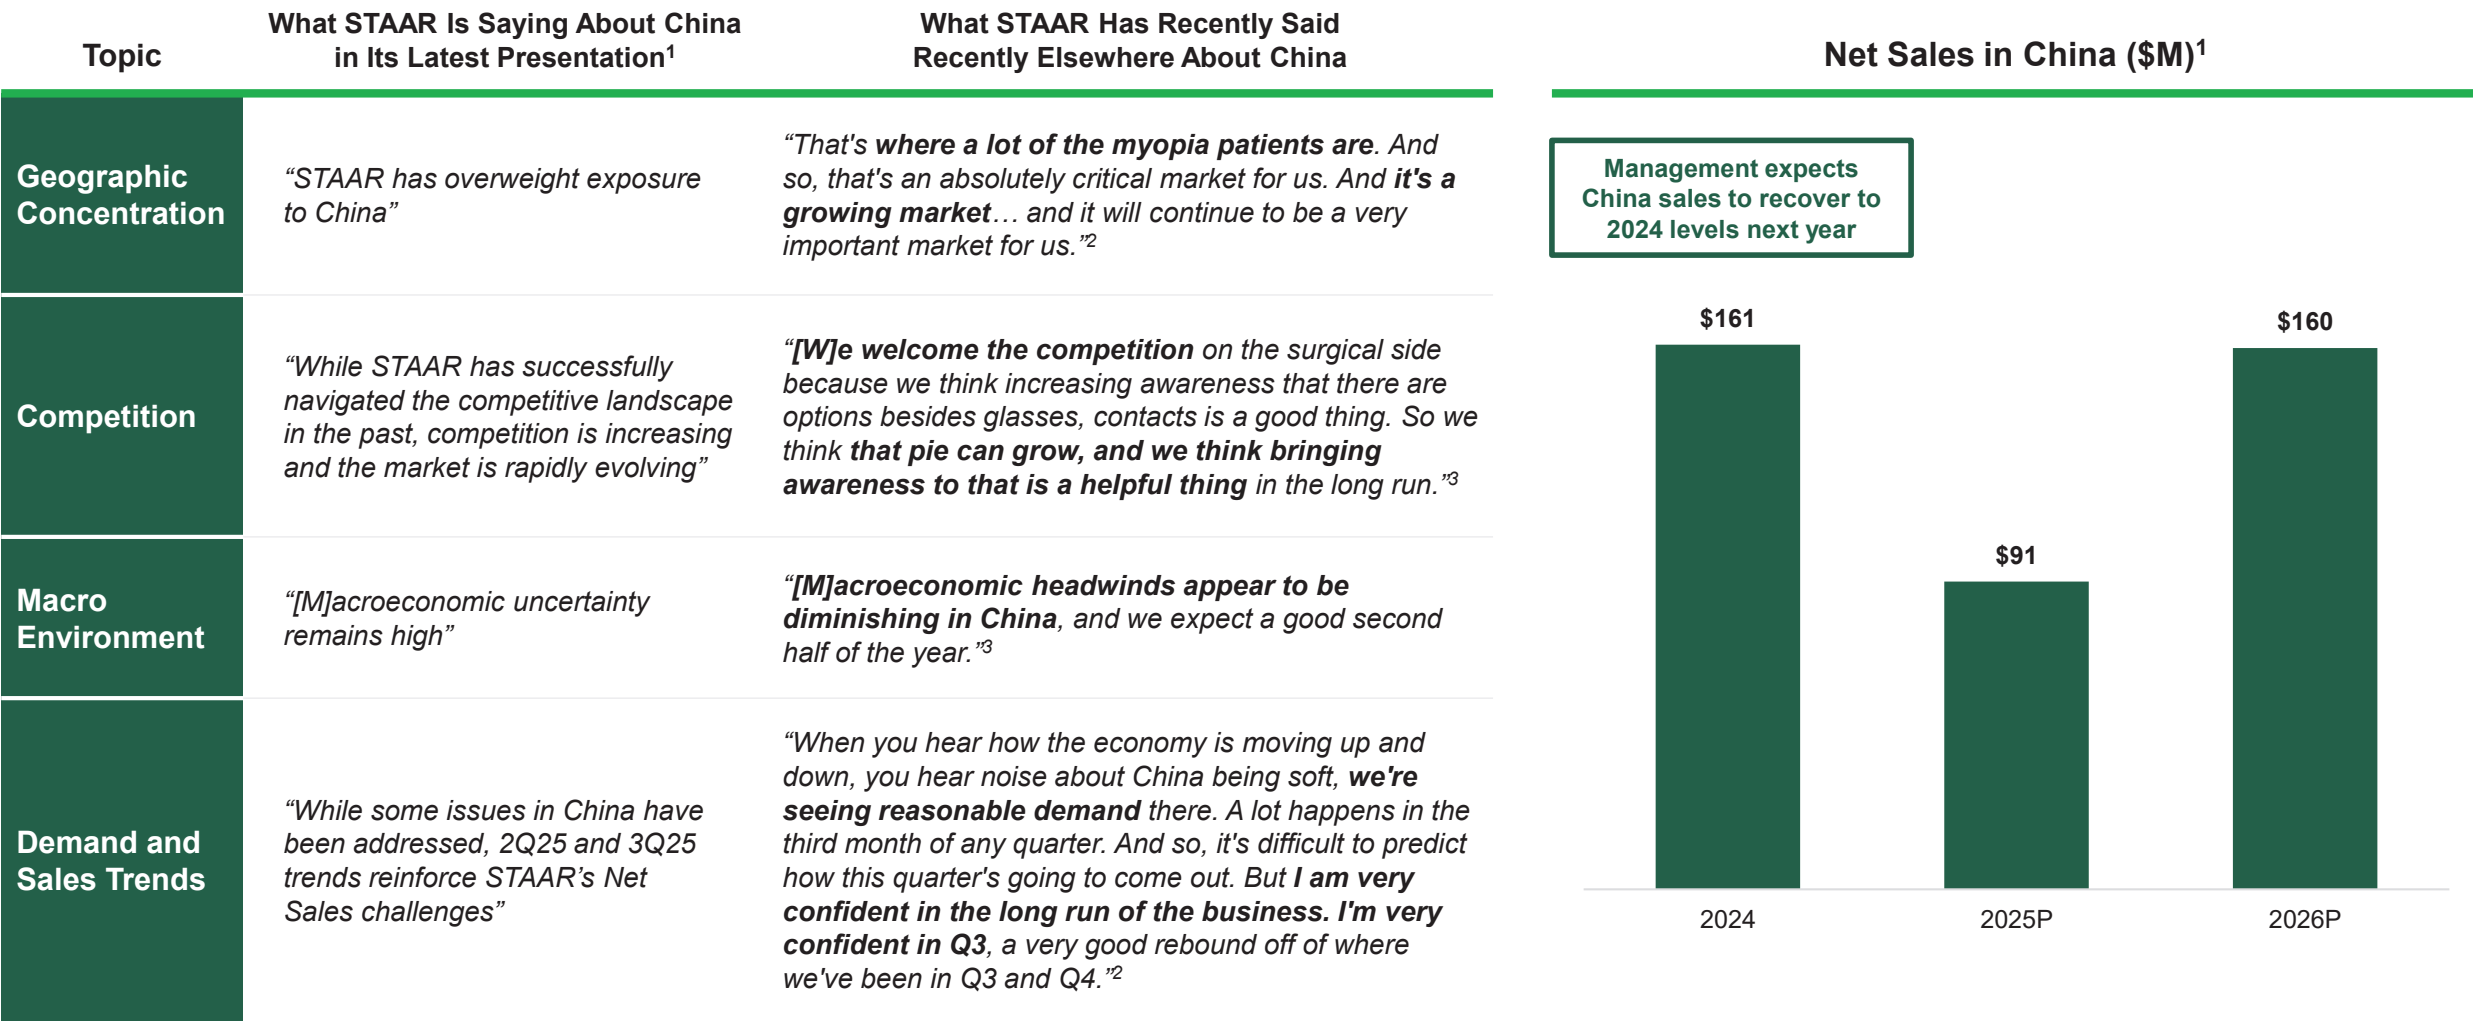 Topic
What STAAR Is Saying About China
in Its Latest Presentation1
What STAAR Has Recently Said
Recently Elsewhere About China
Geographic
Concentration
“STAAR has overweight exposure
to China”
“That's where a lot of the myopia patients are. And
so, that's an absolutely critical market for us. And it's a
growing market… and it will continue to be a very
important market for us.”2
Competition
“While STAAR has successfully
navigated the competitive landscape
in the past, competition is increasing
and the market is rapidly evolving”
“[W]e welcome the competition on the surgical side
because we think increasing awareness that there are
options besides glasses, contacts is a good thing. So we
think that pie can grow, and we think bringing
awareness to that is a helpful thing in the long run.”3
Macro
Environment
“[M]acroeconomic uncertainty
remains high”
“[M]acroeconomic headwinds appear to be
diminishing in China, and we expect a good second
half of the year.”3
Demand and
Sales Trends
“While some issues in China have
been addressed, 2Q25 and 3Q25
trends reinforce STAAR’s Net
Sales challenges”
“When you hear how the economy is moving up and
down, you hear noise about China being soft, we're
seeing reasonable demand there. A lot happens in the
third month of any quarter. And so, it's difficult to predict
how this quarter's going to come out. But I am very
confident in the long run of the business. I'm very
confident in Q3, a very good rebound off of where
we've been in Q3 and Q4.”2
Net Sales in China ($M)1
Management expects
China sales to recover to
2024 levels next year
$161
$91
$160
2024
2025P
2026P